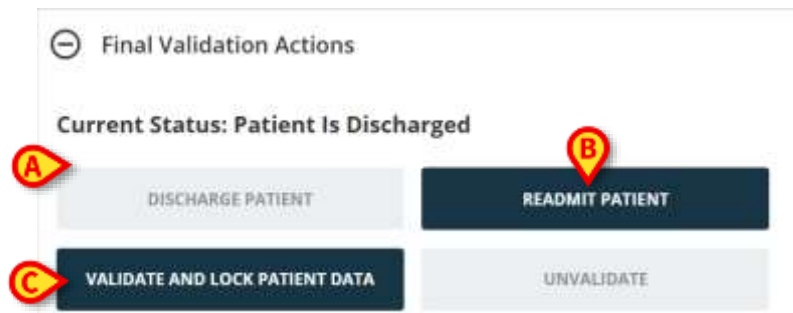 Final Validation Actions
Current Status: Patient Is Discharged
A
B
DISCHARGE PATIENT
READMIT PATIENT
C
VALIDATE AND LOCK PATIENT DATA
UNVALIDATE